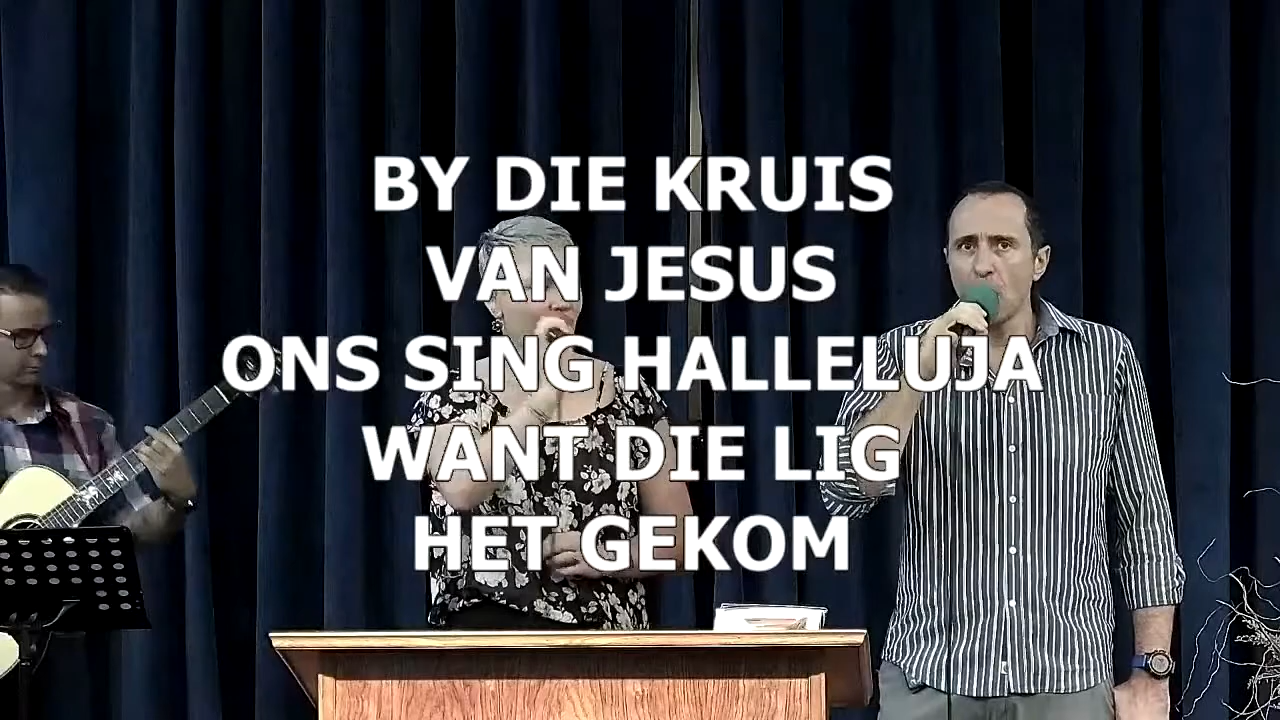 BY DIE KRUIS
VAN JESUS
ONS SING HALLELUJA
WANT DIE LIG
HET GEKOM